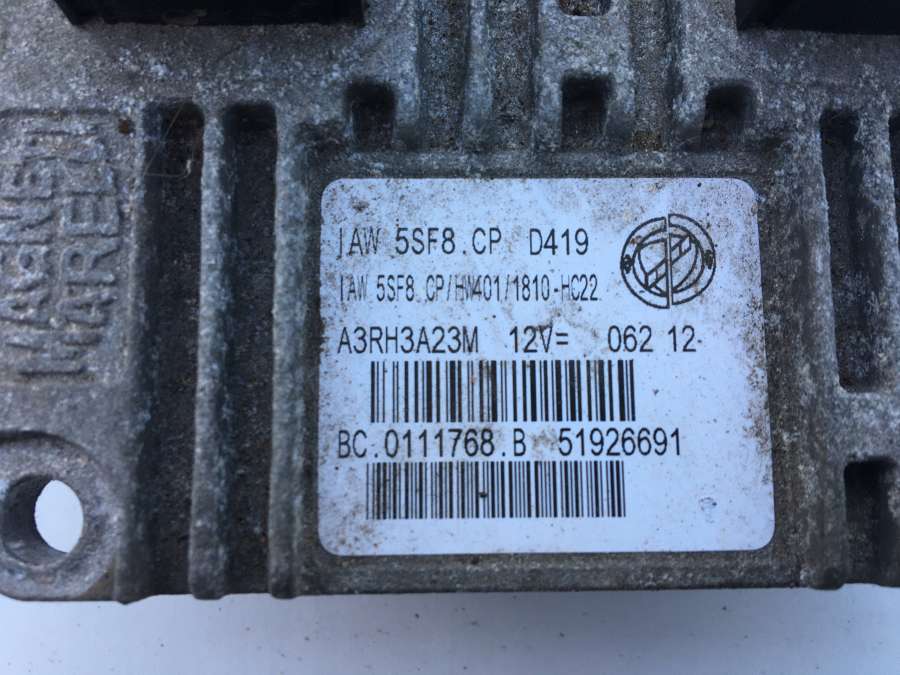 MAGNETI
MARELLI
IAW 5SF8.CP D419
IAW 5SF8.CP/HW401/1810-HC22
A3RH3A23M 12V= 062 12-
BC.0111768.B 51926691